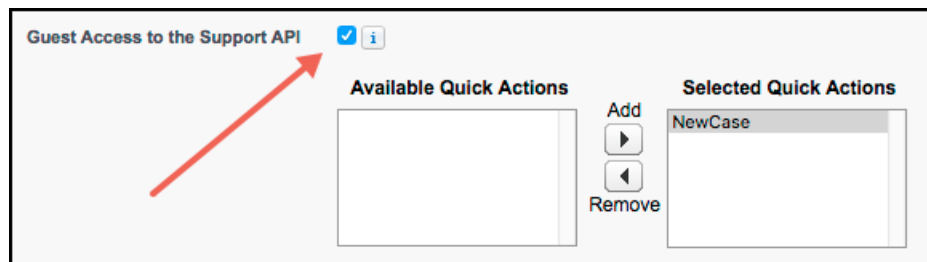 Guest Access to the Support API
i
Available Quick Actions
Selected Quick Actions
Add
NewCase
Remove